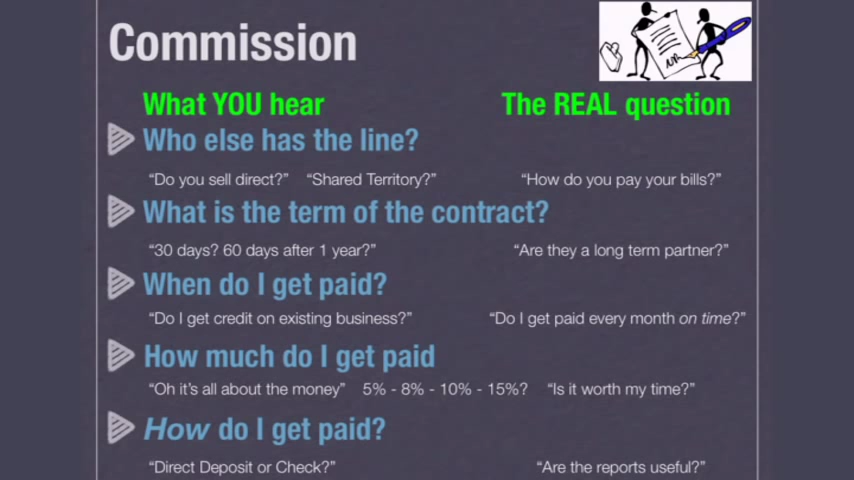 Commission
What YOU hear The REAL question
Who else has the line?
“Do you sell direct?” “Shared Territory?” “How do you pay your bills?”
What is the term of the contract?
“30 days? 60 days after 1 year?” “Are they a long term partner?”
When do I get paid?
“Do I get credit on existing business?” “Do I get paid every month on time?”
How much do I get paid
“Oh it’s all about the money” 5% - 8% - 10% - 15%? “Is it worth my time?”
How do I get paid?
“Direct Deposit or Check?” “Are the reports useful?”